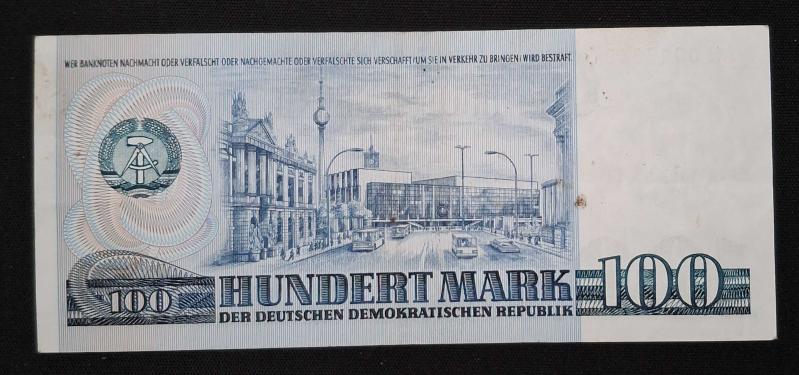 WER BANKNOTEN NACHMACHT ODER VERFÄLSCHT ODER NACHGEMACHTE ODER VERFÄLSCHTE SICH VERSCHAFFT (UM SIE IN VERKEHR ZU BRINGEN) WIRD BESTRAFT.
100 HUNDERT MARK 100
DER DEUTSCHEN DEMOKRATISCHEN REPUBLIK